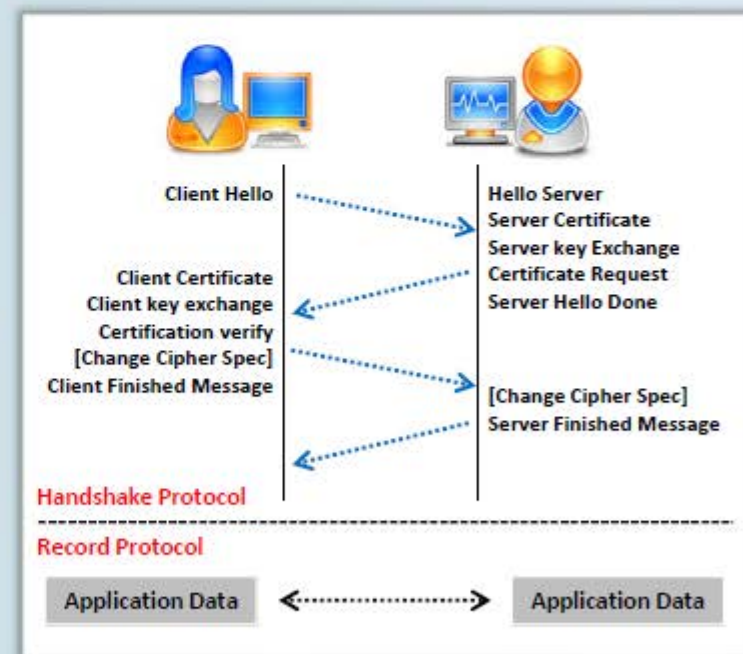 Client Hello
Hello Server
Server Certificate
Server key Exchange
Certificate Request
Server Hello Done
Client Certificate
Client key exchange
Certification verify
[Change Cipher Spec]
Client Finished Message
[Change Cipher Spec]
Server Finished Message
Handshake Protocol
Record Protocol
Application Data
Application Data